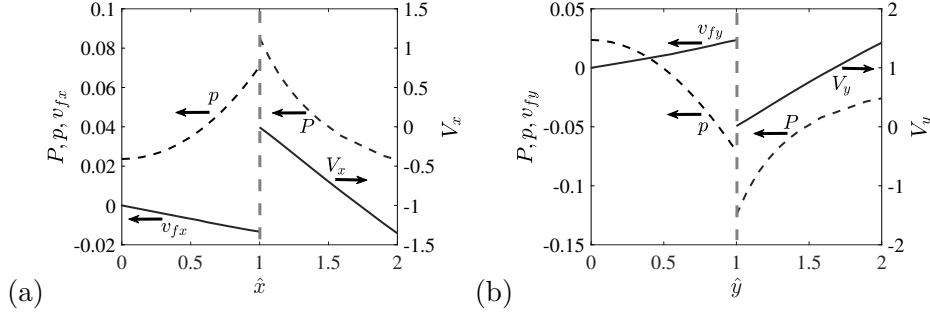 0.1
0.08
0.06
0.04
0.02
0
-0.02
P, p, v_{fx}
p
P
V_x
v_{fx}
1.5
1
0.5
0
-0.5
-1
-1.5
V_x
0 0.5 1 1.5 2
x̂
(a)
0.05
0
-0.05
-0.1
-0.15
P, p, v_{fy}
v_{fy}
V_y
p
P
2
1
0
-1
-2
V_y
0 0.5 1 1.5 2
ŷ
(b)